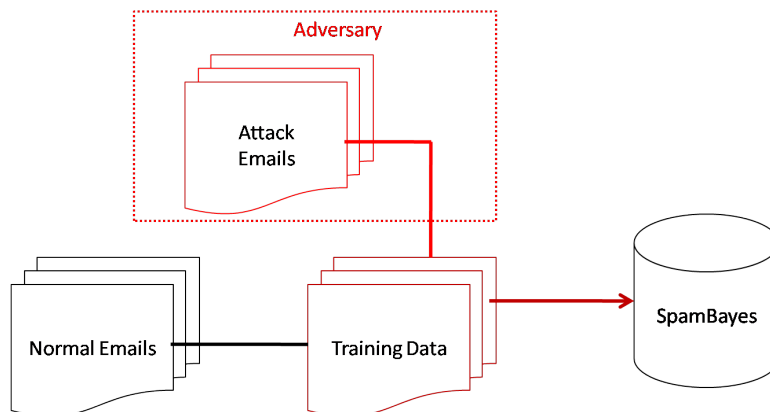 Adversary
Attack
Emails
Normal Emails
Training Data
SpamBayes